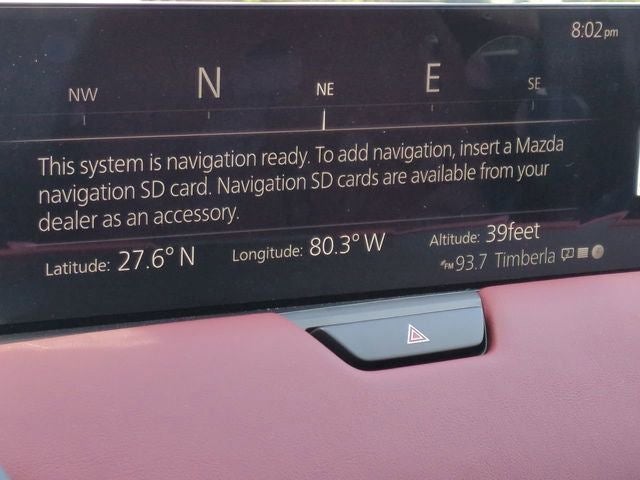 8:02 pm
NW N NE E SE
This system is navigation ready. To add navigation, insert a Mazda
navigation SD card. Navigation SD cards are available from your
dealer as an accessory.
Latitude: 27.6° N Longitude: 80.3° W Altitude: 39feet
FM 93.7 Timberla